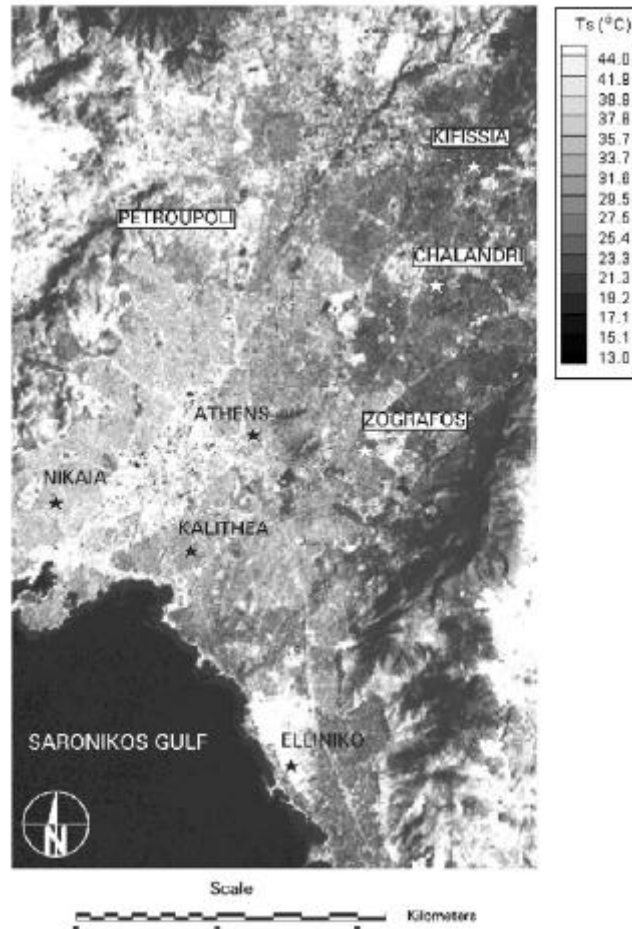 Ts (°C)
44.0
41.9
39.9
37.8
35.7
33.7
31.6
29.5
27.5
25.4
23.3
21.3
19.2
17.1
15.1
13.0
KIFISSIA
PETROUPOLI
CHALANDRI
ATHENS
ZOGRAFOS
NIKAIA
KALITHEA
SARONIKOS GULF
ELLINIKO
N
Scale
Kilometers